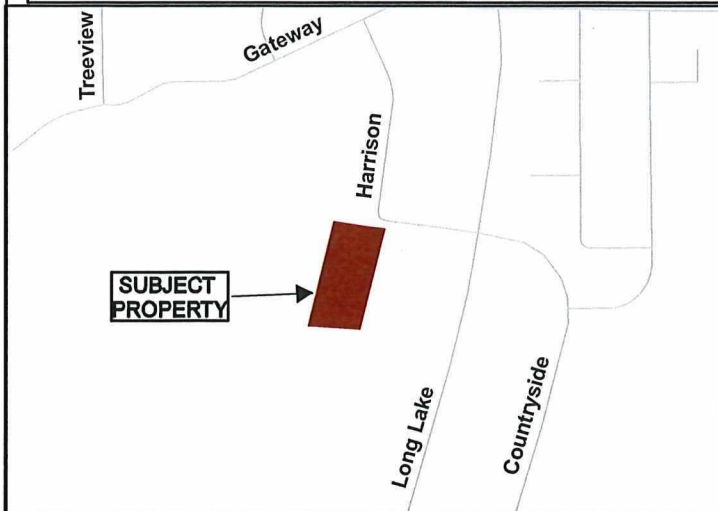 Treeview
Gateway
Harrison
SUBJECT
PROPERTY
Long Lake
Countryside